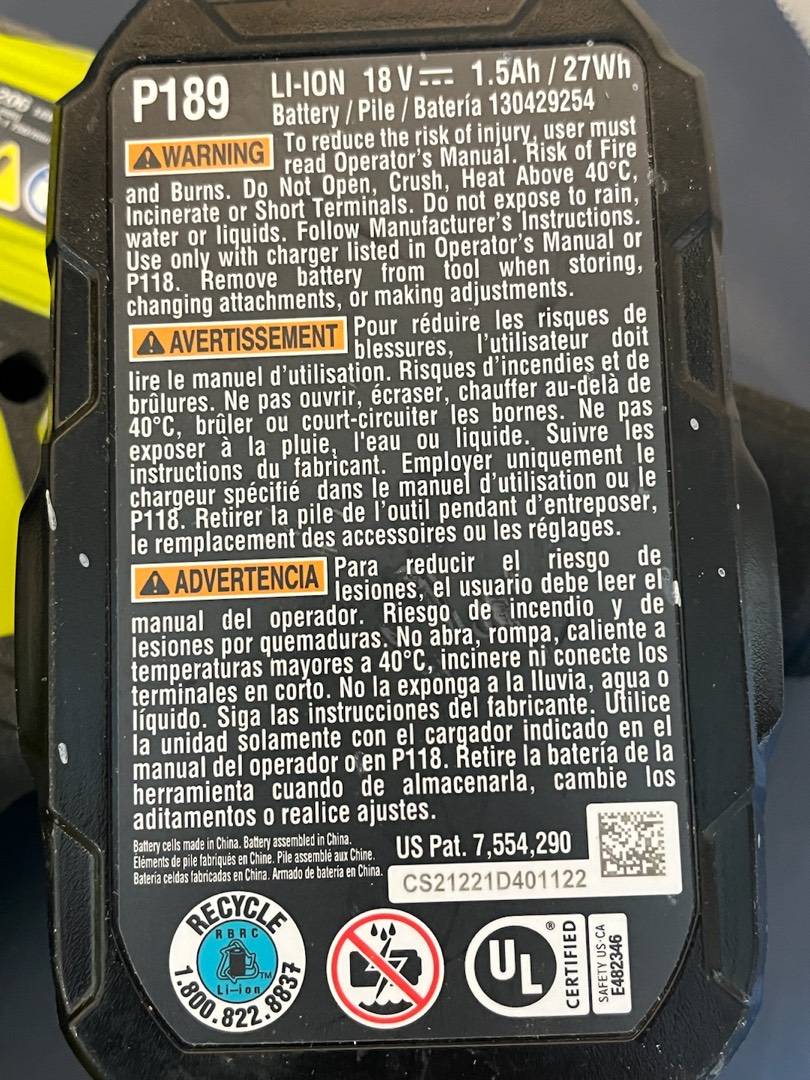 P189
LI-ION 18 V ⎓ 1.5Ah / 27Wh
Battery / Pile / Batería 130429254
WARNING To reduce the risk of injury, user must
read Operator's Manual. Risk of Fire
and Burns. Do Not Open, Crush, Heat Above 40°C,
Incinerate or Short Terminals. Do not expose to rain,
water or liquids. Follow Manufacturer's Instructions.
Use only with charger listed in Operator's Manual or
P118. Remove battery from tool when storing,
changing attachments, or making adjustments.
AVERTISSEMENT Pour réduire les risques de
blessures, l'utilisateur doit
lire le manuel d'utilisation. Risques d'incendies et de
brûlures. Ne pas ouvrir, écraser, chauffer au-delà de
40°C, brûler ou court-circuiter les bornes. Ne pas
exposer à la pluie, l'eau ou liquide. Suivre les
instructions du fabricant. Employer uniquement le
chargeur spécifié dans le manuel d'utilisation ou le
P118. Retirer la pile de l'outil pendant d'entreposer,
le remplacement des accessoires ou les réglages.
ADVERTENCIA Para reducir el riesgo de
lesiones, el usuario debe leer el
manual del operador. Riesgo de incendio y de
lesiones por quemaduras. No abra, rompa, caliente a
temperaturas mayores a 40°C, incinere ni conecte los
terminales en corto. No la exponga a la lluvia, agua o
líquido. Siga las instrucciones del fabricante. Utilice
la unidad solamente con el cargador indicado en el
manual del operador o en P118. Retire la batería de la
herramienta cuando de almacenarla, cambie los
aditamentos o realice ajustes.
Battery cells made in China. Battery assembled in China.
Éléments de pile fabriqués en Chine. Pile assemblé aux Chine.
Batería celdas fabricadas en China. Armado de batería en China.
US Pat. 7,554,290
CS21221D401122
RECYCLE
RBRC
TM
Li-ion
1.800.822.8837
UL
®
CERTIFIED
SAFETY US·CA
E482346